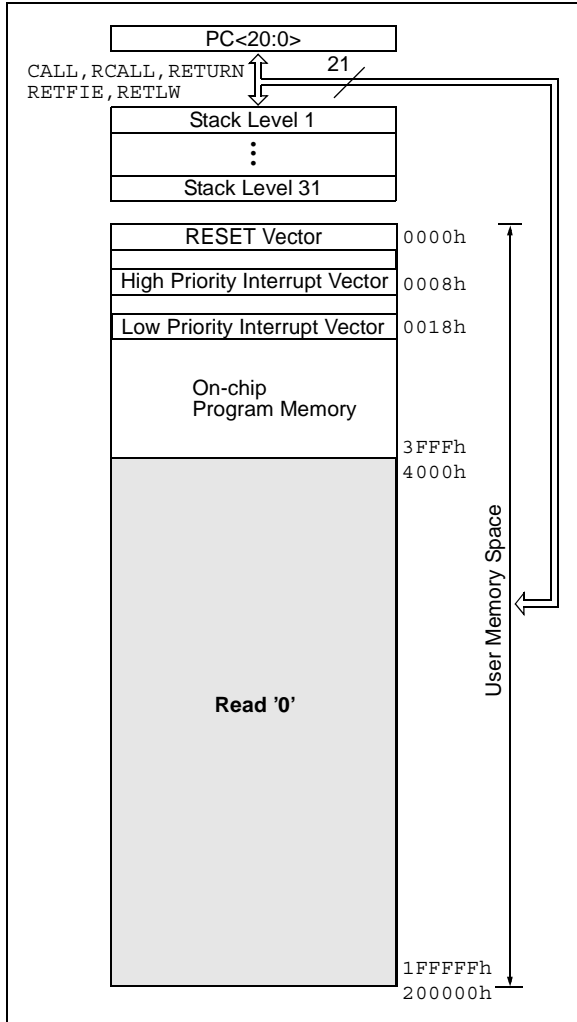 PC<20:0>
CALL,RCALL,RETURN
RETFIE,RETLW
21
Stack Level 1
Stack Level 31
RESET Vector
0000h
High Priority Interrupt Vector
0008h
Low Priority Interrupt Vector
0018h
On-chip
Program Memory
3FFFh
4000h
User Memory Space
Read '0'
1FFFFFh
200000h